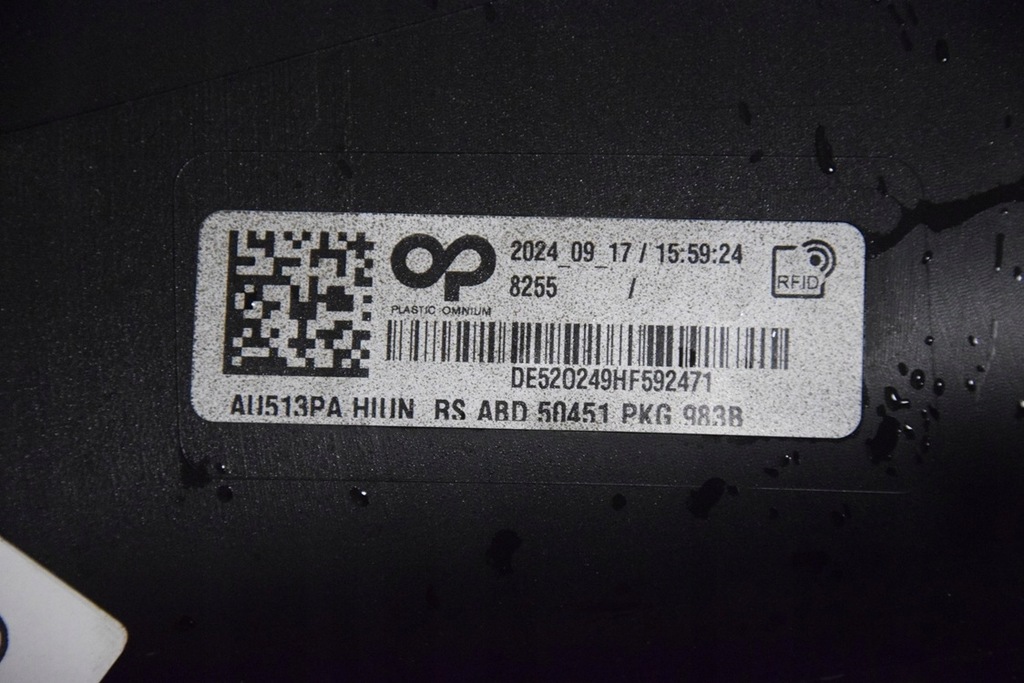 2024_09_17 / 15:59:24
RFID
8255 /
PLASTIC OMNIUM
DE520249HF592471
AU513PA HIUN RS ABD 50451 PKG 983B